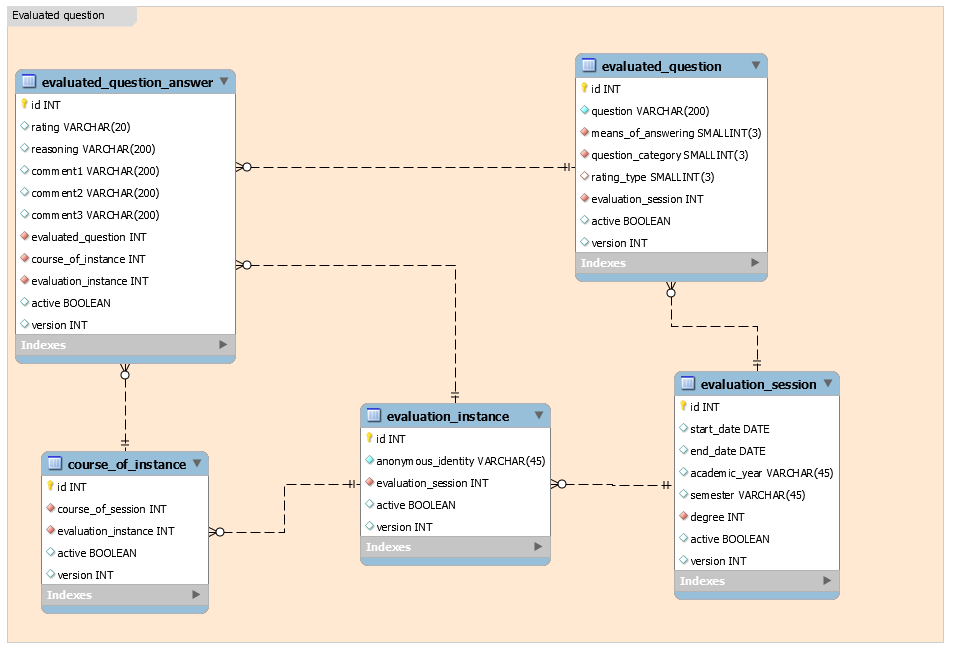 Evaluated question
evaluated_question_answer
id INT
rating VARCHAR(20)
reasoning VARCHAR(200)
comment1 VARCHAR(200)
comment2 VARCHAR(200)
comment3 VARCHAR(200)
evaluated_question INT
course_of_instance INT
evaluation_instance INT
active BOOLEAN
version INT
Indexes
evaluated_question
id INT
question VARCHAR(200)
means_of_answering SMALLINT(3)
question_category SMALLINT(3)
rating_type SMALLINT(3)
evaluation_session INT
active BOOLEAN
version INT
Indexes
course_of_instance
id INT
course_of_session INT
evaluation_instance INT
active BOOLEAN
version INT
Indexes
evaluation_instance
id INT
anonymous_identity VARCHAR(45)
evaluation_session INT
active BOOLEAN
version INT
Indexes
evaluation_session
id INT
start_date DATE
end_date DATE
academic_year VARCHAR(45)
semester VARCHAR(45)
degree INT
active BOOLEAN
version INT
Indexes